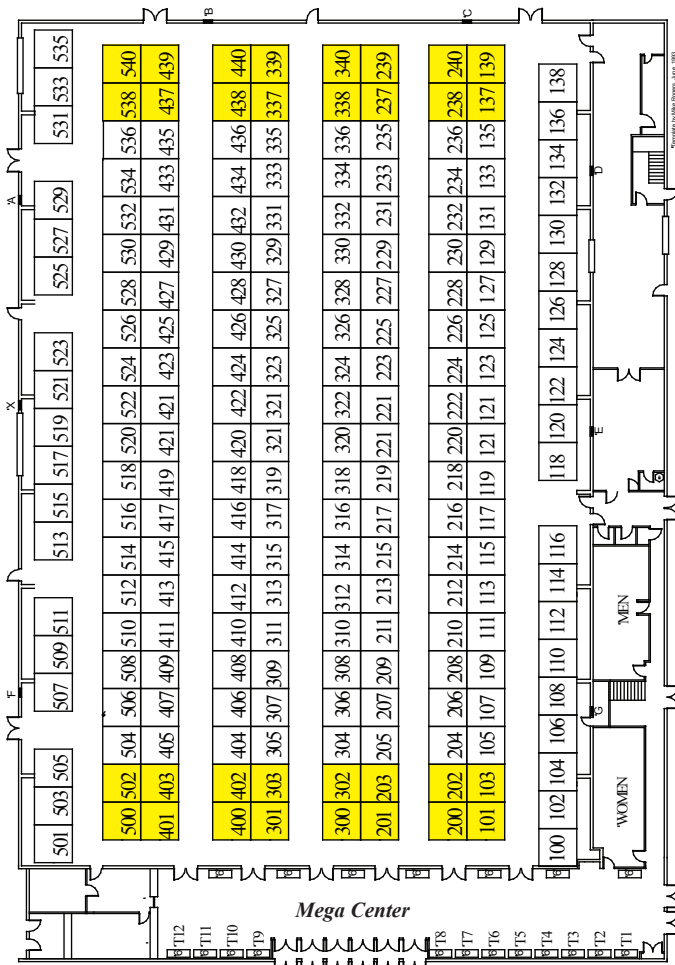 "F "X "A
501 503 505 507 509 511 513 515 517 519 521 523 525 527 529 531 533 535
500 502 504 506 508 510 512 514 516 518 520 522 524 526 528 530 532 534 536 538 540
401 403 405 407 409 411 413 415 417 419 421 421 423 425 427 429 431 433 435 437 439
"B
400 402 404 406 408 410 412 414 416 418 420 422 424 426 428 430 432 434 436 438 440
301 303 305 307 309 311 313 315 317 319 321 321 323 325 327 329 331 333 335 337 339
300 302 304 306 308 310 312 314 316 318 320 322 324 326 328 330 332 334 336 338 340
201 203 205 207 209 211 213 215 217 219 221 221 223 225 227 229 231 233 235 237 239
200 202 204 206 208 210 212 214 216 218 220 222 224 226 228 230 232 234 236 238 240
101 103 105 107 109 111 113 115 117 119 121 121 123 125 127 129 131 133 135 137 139
"C
100 102 104 106 108 110 112 114 116 118 120 122 124 126 128 130 132 134 136 138
"G "E "D
"WOMEN "MEN
Mega Center
"T12 "T11 "T10 "T9 "T8 "T7 "T6 "T5 "T4 "T3 "T2 "T1